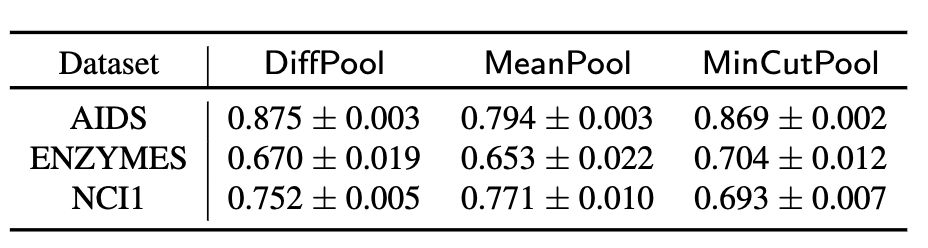 Dataset DiffPool MeanPool MinCutPool
AIDS 0.875 ± 0.003 0.794 ± 0.003 0.869 ± 0.002
ENZYMES 0.670 ± 0.019 0.653 ± 0.022 0.704 ± 0.012
NCI1 0.752 ± 0.005 0.771 ± 0.010 0.693 ± 0.007